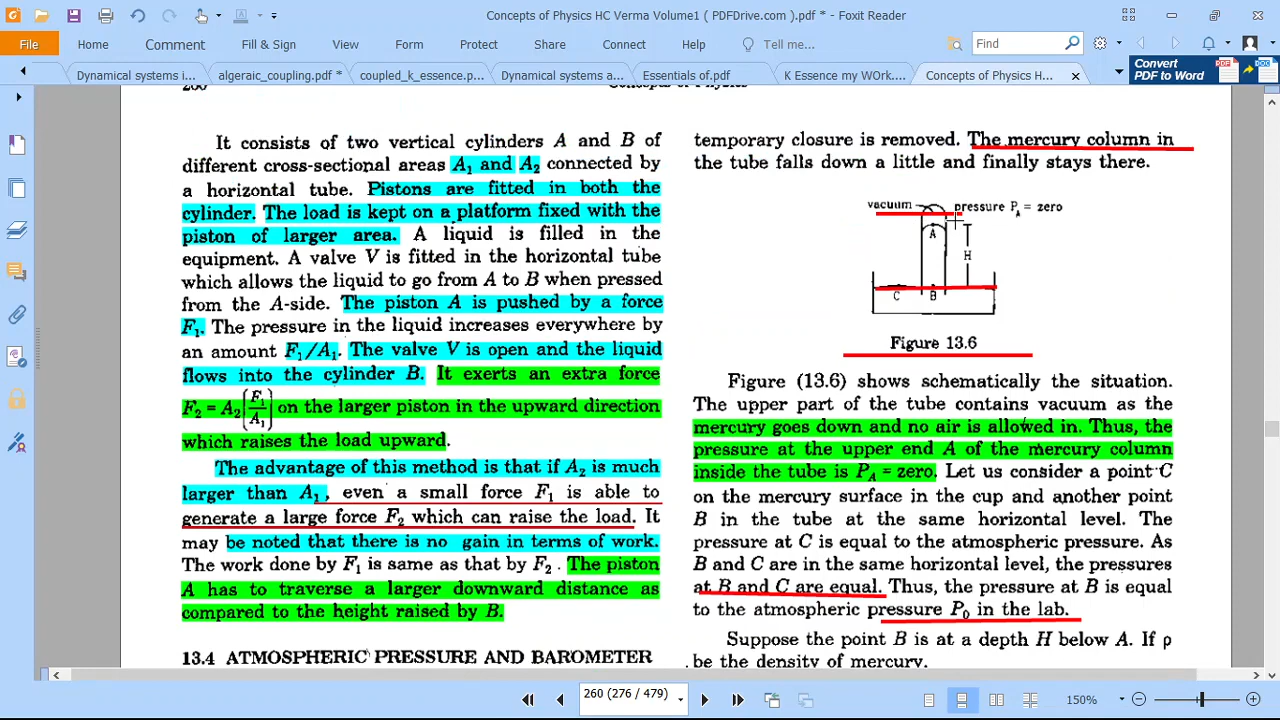 Concepts of Physics HC Verma Volume1 ( PDFDrive.com ).pdf * - Foxit Reader
File Home Comment Fill & Sign View Form Protect Share Connect Help Tell me... Find
Dynamical systems i... algeraic_coupling.pdf * coupled_k_essence.p... Dynamical systems a... Essentials of.pdf K Essence my WOrk.... Concepts of Physics H... Convert
PDF to Word
260 Concepts of Physics
It consists of two vertical cylinders A and B of
different cross-sectional areas A₁ and A₂ connected by
a horizontal tube. Pistons are fitted in both the
cylinder. The load is kept on a platform fixed with the
piston of larger area. A liquid is filled in the
equipment. A valve V is fitted in the horizontal tube
which allows the liquid to go from A to B when pressed
from the A-side. The piston A is pushed by a force
F₁. The pressure in the liquid increases everywhere by
an amount F₁/A₁. The valve V is open and the liquid
flows into the cylinder B. It exerts an extra force
F₂ = A₂(F₁/A₁) on the larger piston in the upward direction
which raises the load upward.
The advantage of this method is that if A₂ is much
larger than A₁, even a small force F₁ is able to
generate a large force F₂ which can raise the load. It
may be noted that there is no gain in terms of work.
The work done by F₁ is same as that by F₂. The piston
A has to traverse a larger downward distance as
compared to the height raised by B.
13.4 ATMOSPHERIC PRESSURE AND BAROMETER
temporary closure is removed. The mercury column in
the tube falls down a little and finally stays there.
vacuum pressure P_A = zero
A
H
C B
Figure 13.6
Figure (13.6) shows schematically the situation.
The upper part of the tube contains vacuum as the
mercury goes down and no air is allowed in. Thus, the
pressure at the upper end A of the mercury column
inside the tube is P_A = zero. Let us consider a point C
on the mercury surface in the cup and another point
B in the tube at the same horizontal level. The
pressure at C is equal to the atmospheric pressure. As
B and C are in the same horizontal level, the pressures
at B and C are equal. Thus, the pressure at B is equal
to the atmospheric pressure P₀ in the lab.
Suppose the point B is at a depth H below A. If ρ
be the density of mercury.
260 (276 / 479) 150%